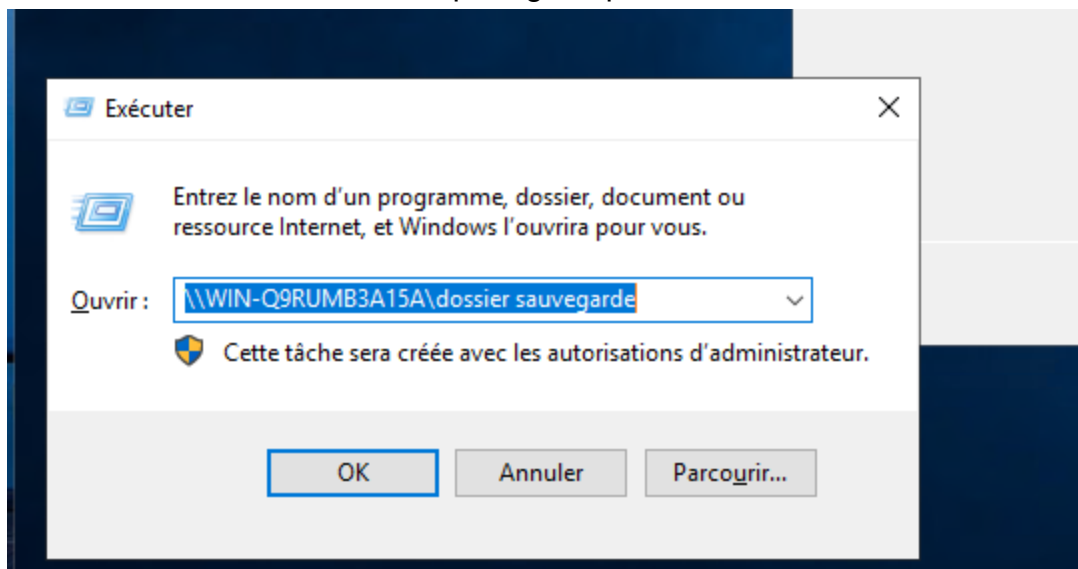 Exécuter
Entrez le nom d'un programme, dossier, document ou
ressource Internet, et Windows l'ouvrira pour vous.
Ouvrir : \\WIN-Q9RUMB3A15A\dossier sauvegarde
Cette tâche sera créée avec les autorisations d'administrateur.
OK Annuler Parcourir...